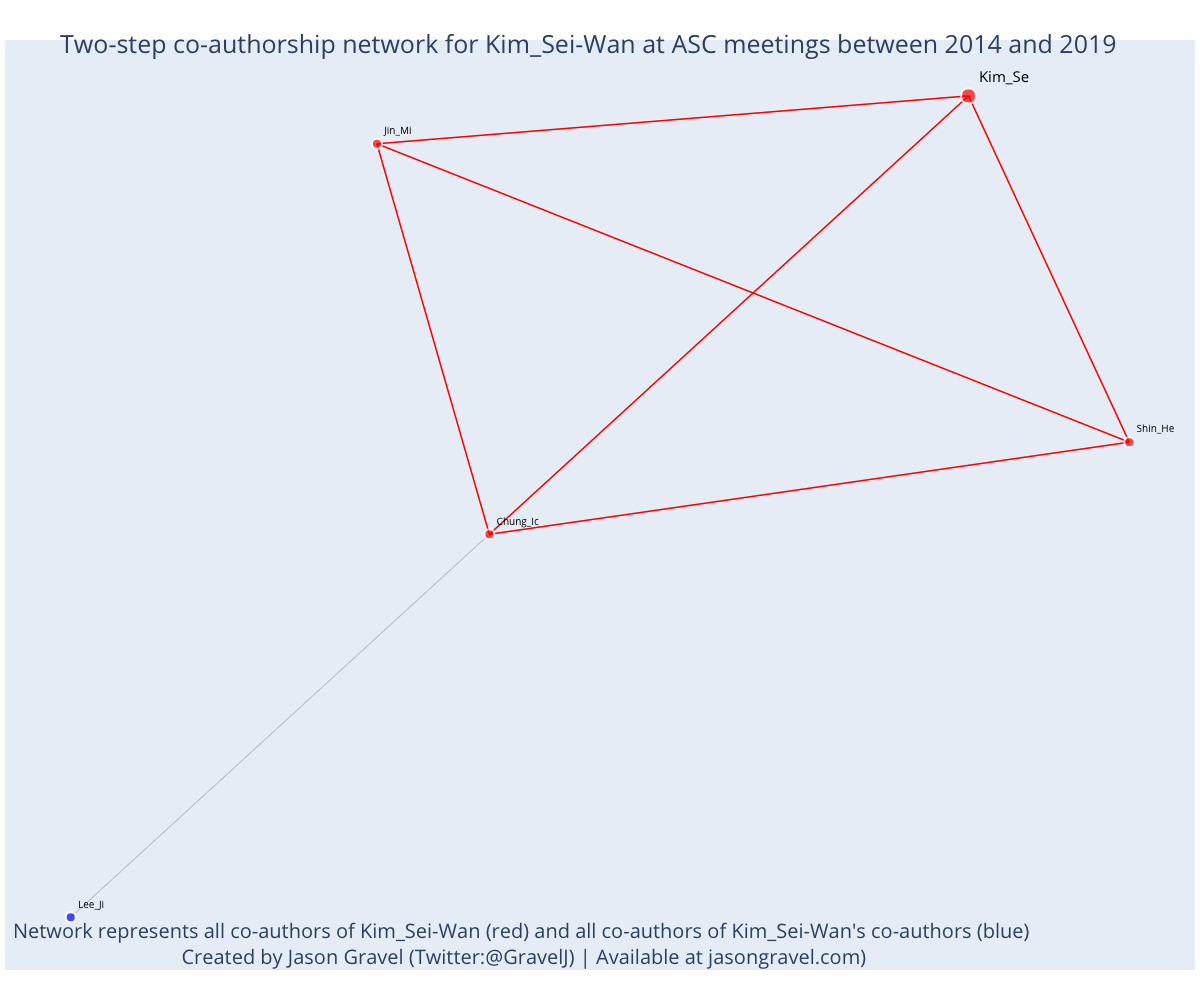 Two-step co-authorship network for Kim_Sei-Wan at ASC meetings between 2014 and 2019
Kim_Se
Jin_Mi
Shin_He
Chung_Ic
Lee_Ji
Network represents all co-authors of Kim_Sei-Wan (red) and all co-authors of Kim_Sei-Wan's co-authors (blue)
Created by Jason Gravel (Twitter:@GravelJ) | Available at jasongravel.com)